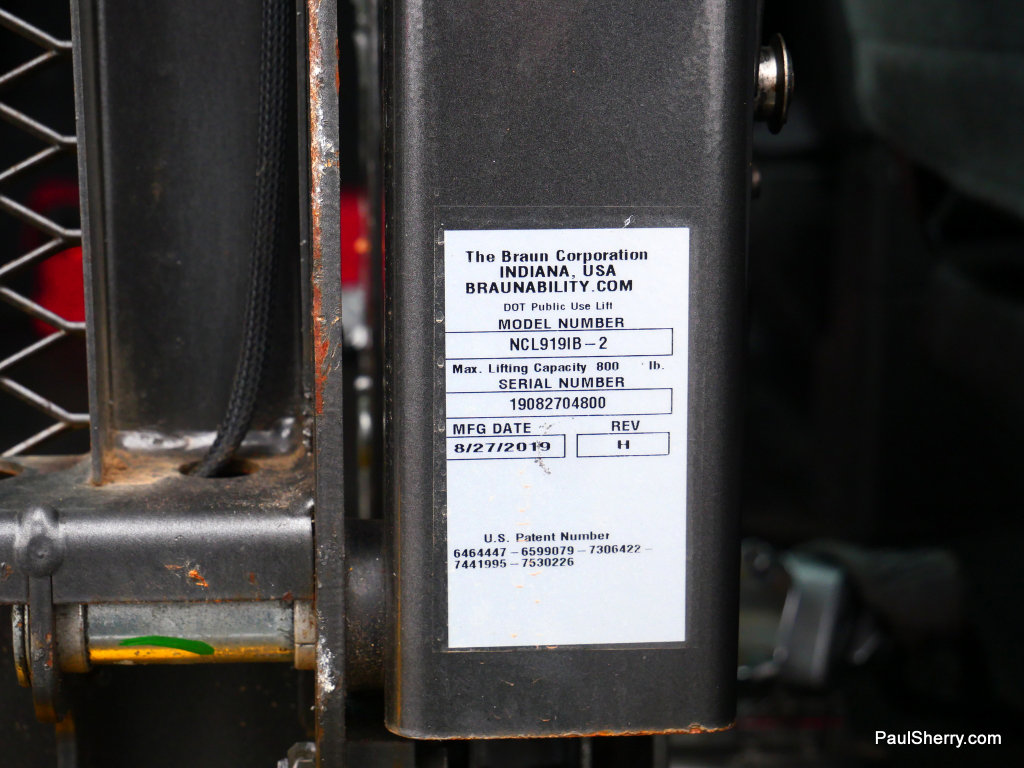 The Braun Corporation
INDIANA, USA
BRAUNABILITY.COM
DOT Public Use Lift
MODEL NUMBER
NCL919IB-2
Max. Lifting Capacity 800 lb.
SERIAL NUMBER
19082704800
MFG DATE REV
8/27/2019 H
U.S. Patent Number
6464447-6599079-7306422-
7441995-7530226
PaulSherry.com